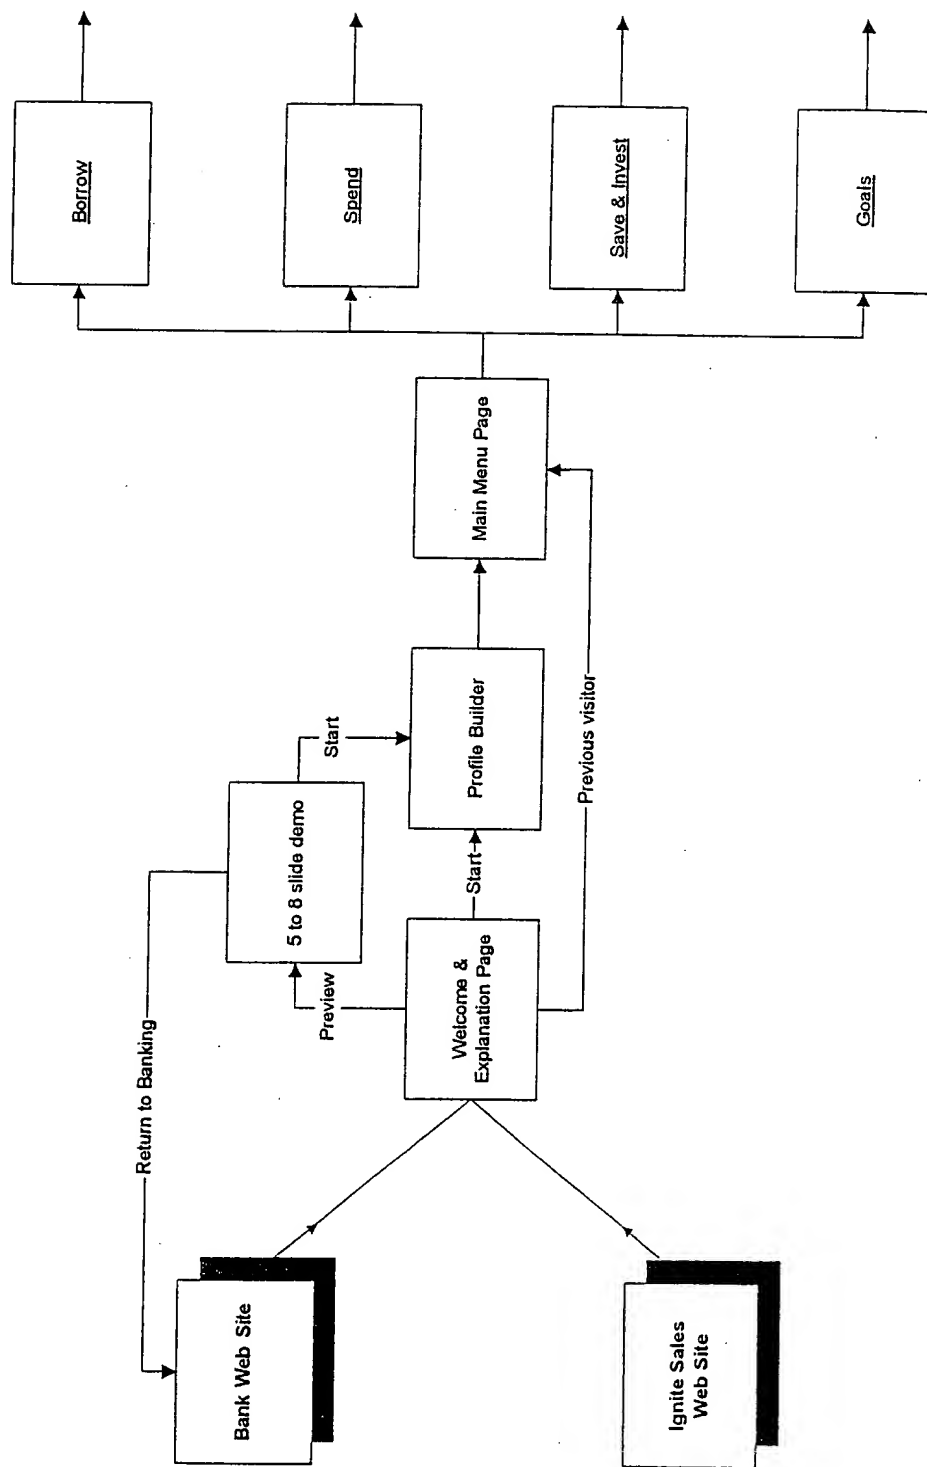 Borrow
Spend
Save & Invest
Goals
Main Menu Page
Start
Profile Builder
Previous visitor
5 to 8 slide demo
Start
Preview
Welcome &
Explanation Page
Return to Banking
Bank Web Site
Ignite Sales
Web Site